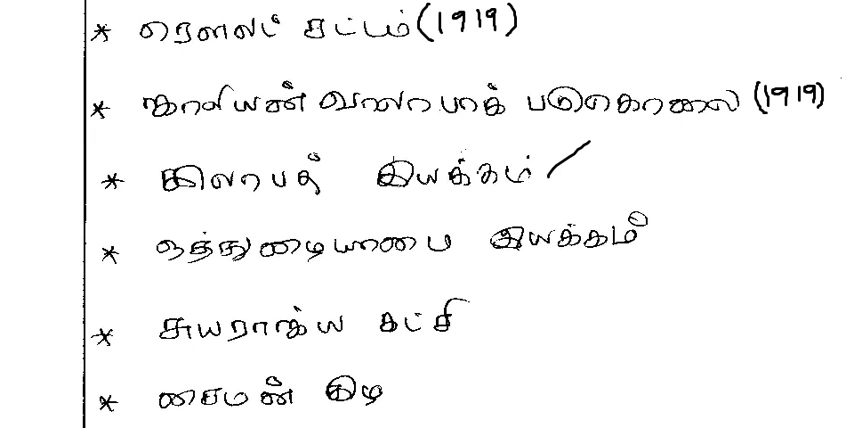 * ரௌலட் சட்டம் (1919)
* ஜாலியன் வாலாபாக் படுகொலை (1919)
* கிலாபத் இயக்கம்
* ஒத்துழையாமை இயக்கம்
* சுயராஜ்ய கட்சி
* சைமன் குழு